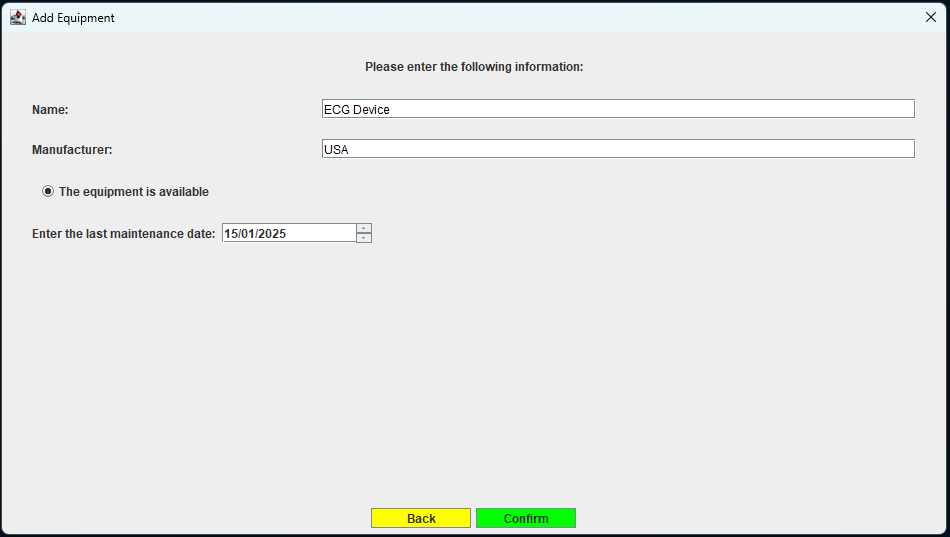 Add Equipment
Please enter the following information:
Name: ECG Device
Manufacturer: USA
The equipment is available
Enter the last maintenance date: 15/01/2025
Back Confirm